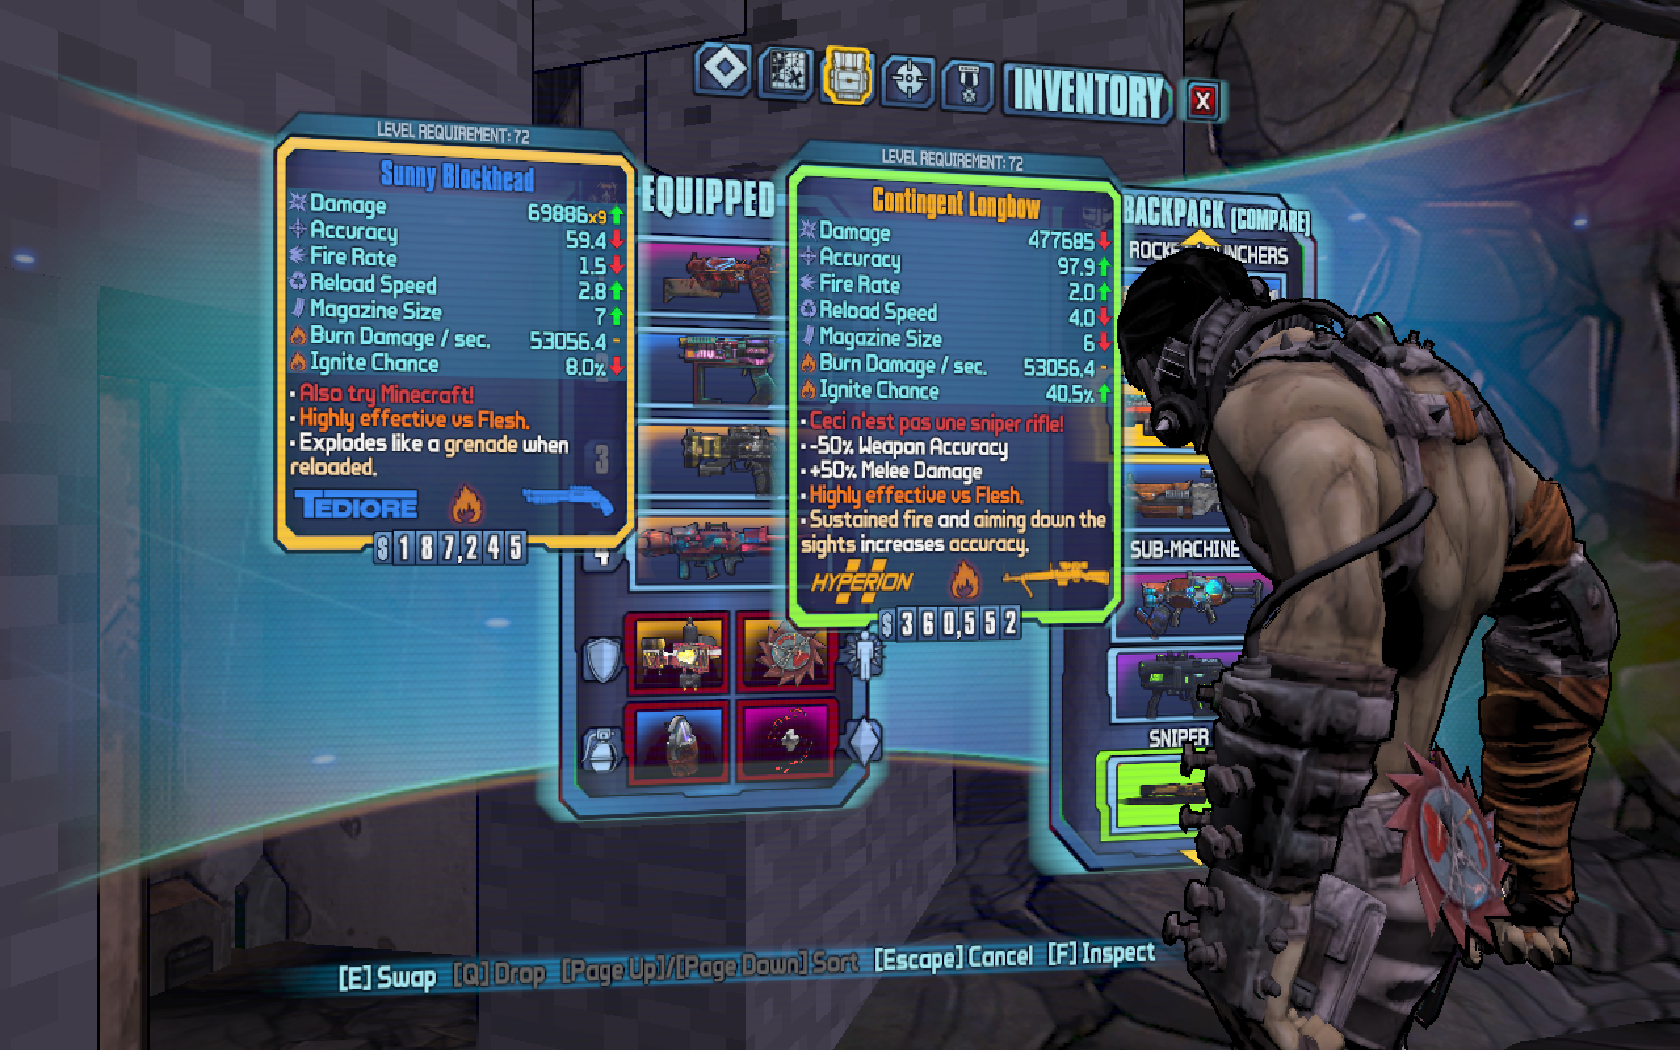 INVENTORY
X
LEVEL REQUIREMENT: 72
Sunny Blockhead
Damage 69886x9
Accuracy 59.4
Fire Rate 1.5
Reload Speed 2.8
Magazine Size 7
Burn Damage / sec. 53056.4
Ignite Chance 8.0%
• Also try Minecraft!
• Highly effective vs Flesh.
• Explodes like a grenade when
reloaded.
TEDIORE
$187,245
EQUIPPED
3
4
LEVEL REQUIREMENT: 72
Contingent Longbow
Damage 477685
Accuracy 97.9
Fire Rate 2.0
Reload Speed 4.0
Magazine Size 6
Burn Damage / sec. 53056.4
Ignite Chance 40.5%
• Ceci n'est pas une sniper rifle!
• -50% Weapon Accuracy
• +50% Melee Damage
• Highly effective vs Flesh.
• Sustained fire and aiming down the
sights increases accuracy.
HYPERION
$360,552
BACKPACK (COMPARE)
SUB-MACHINE
SNIPER
[E] Swap [Q] Drop [Page Up]/[Page Down] Sort [Escape] Cancel [F] Inspect